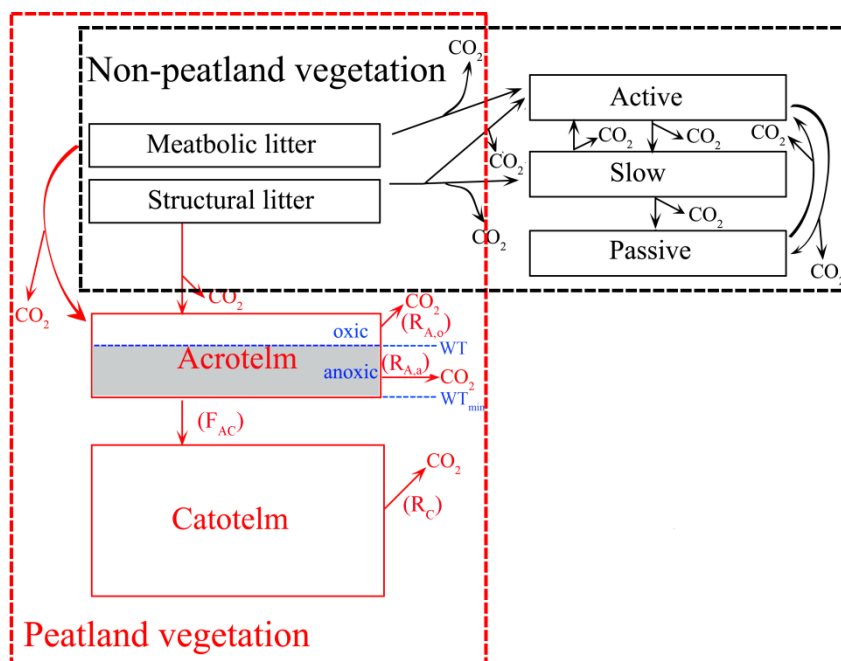 Non-peatland vegetation
CO2
Active
Meatbolic litter
CO2
CO2
CO2
CO2
Slow
Structural litter
CO2
CO2
Passive
CO2
CO2
CO2
CO2
(RA,o)
oxic
WT
Acrotelm
(RA,a)
anoxic
CO2
WTmin
(FAC)
CO2
Catotelm
(RC)
Peatland vegetation